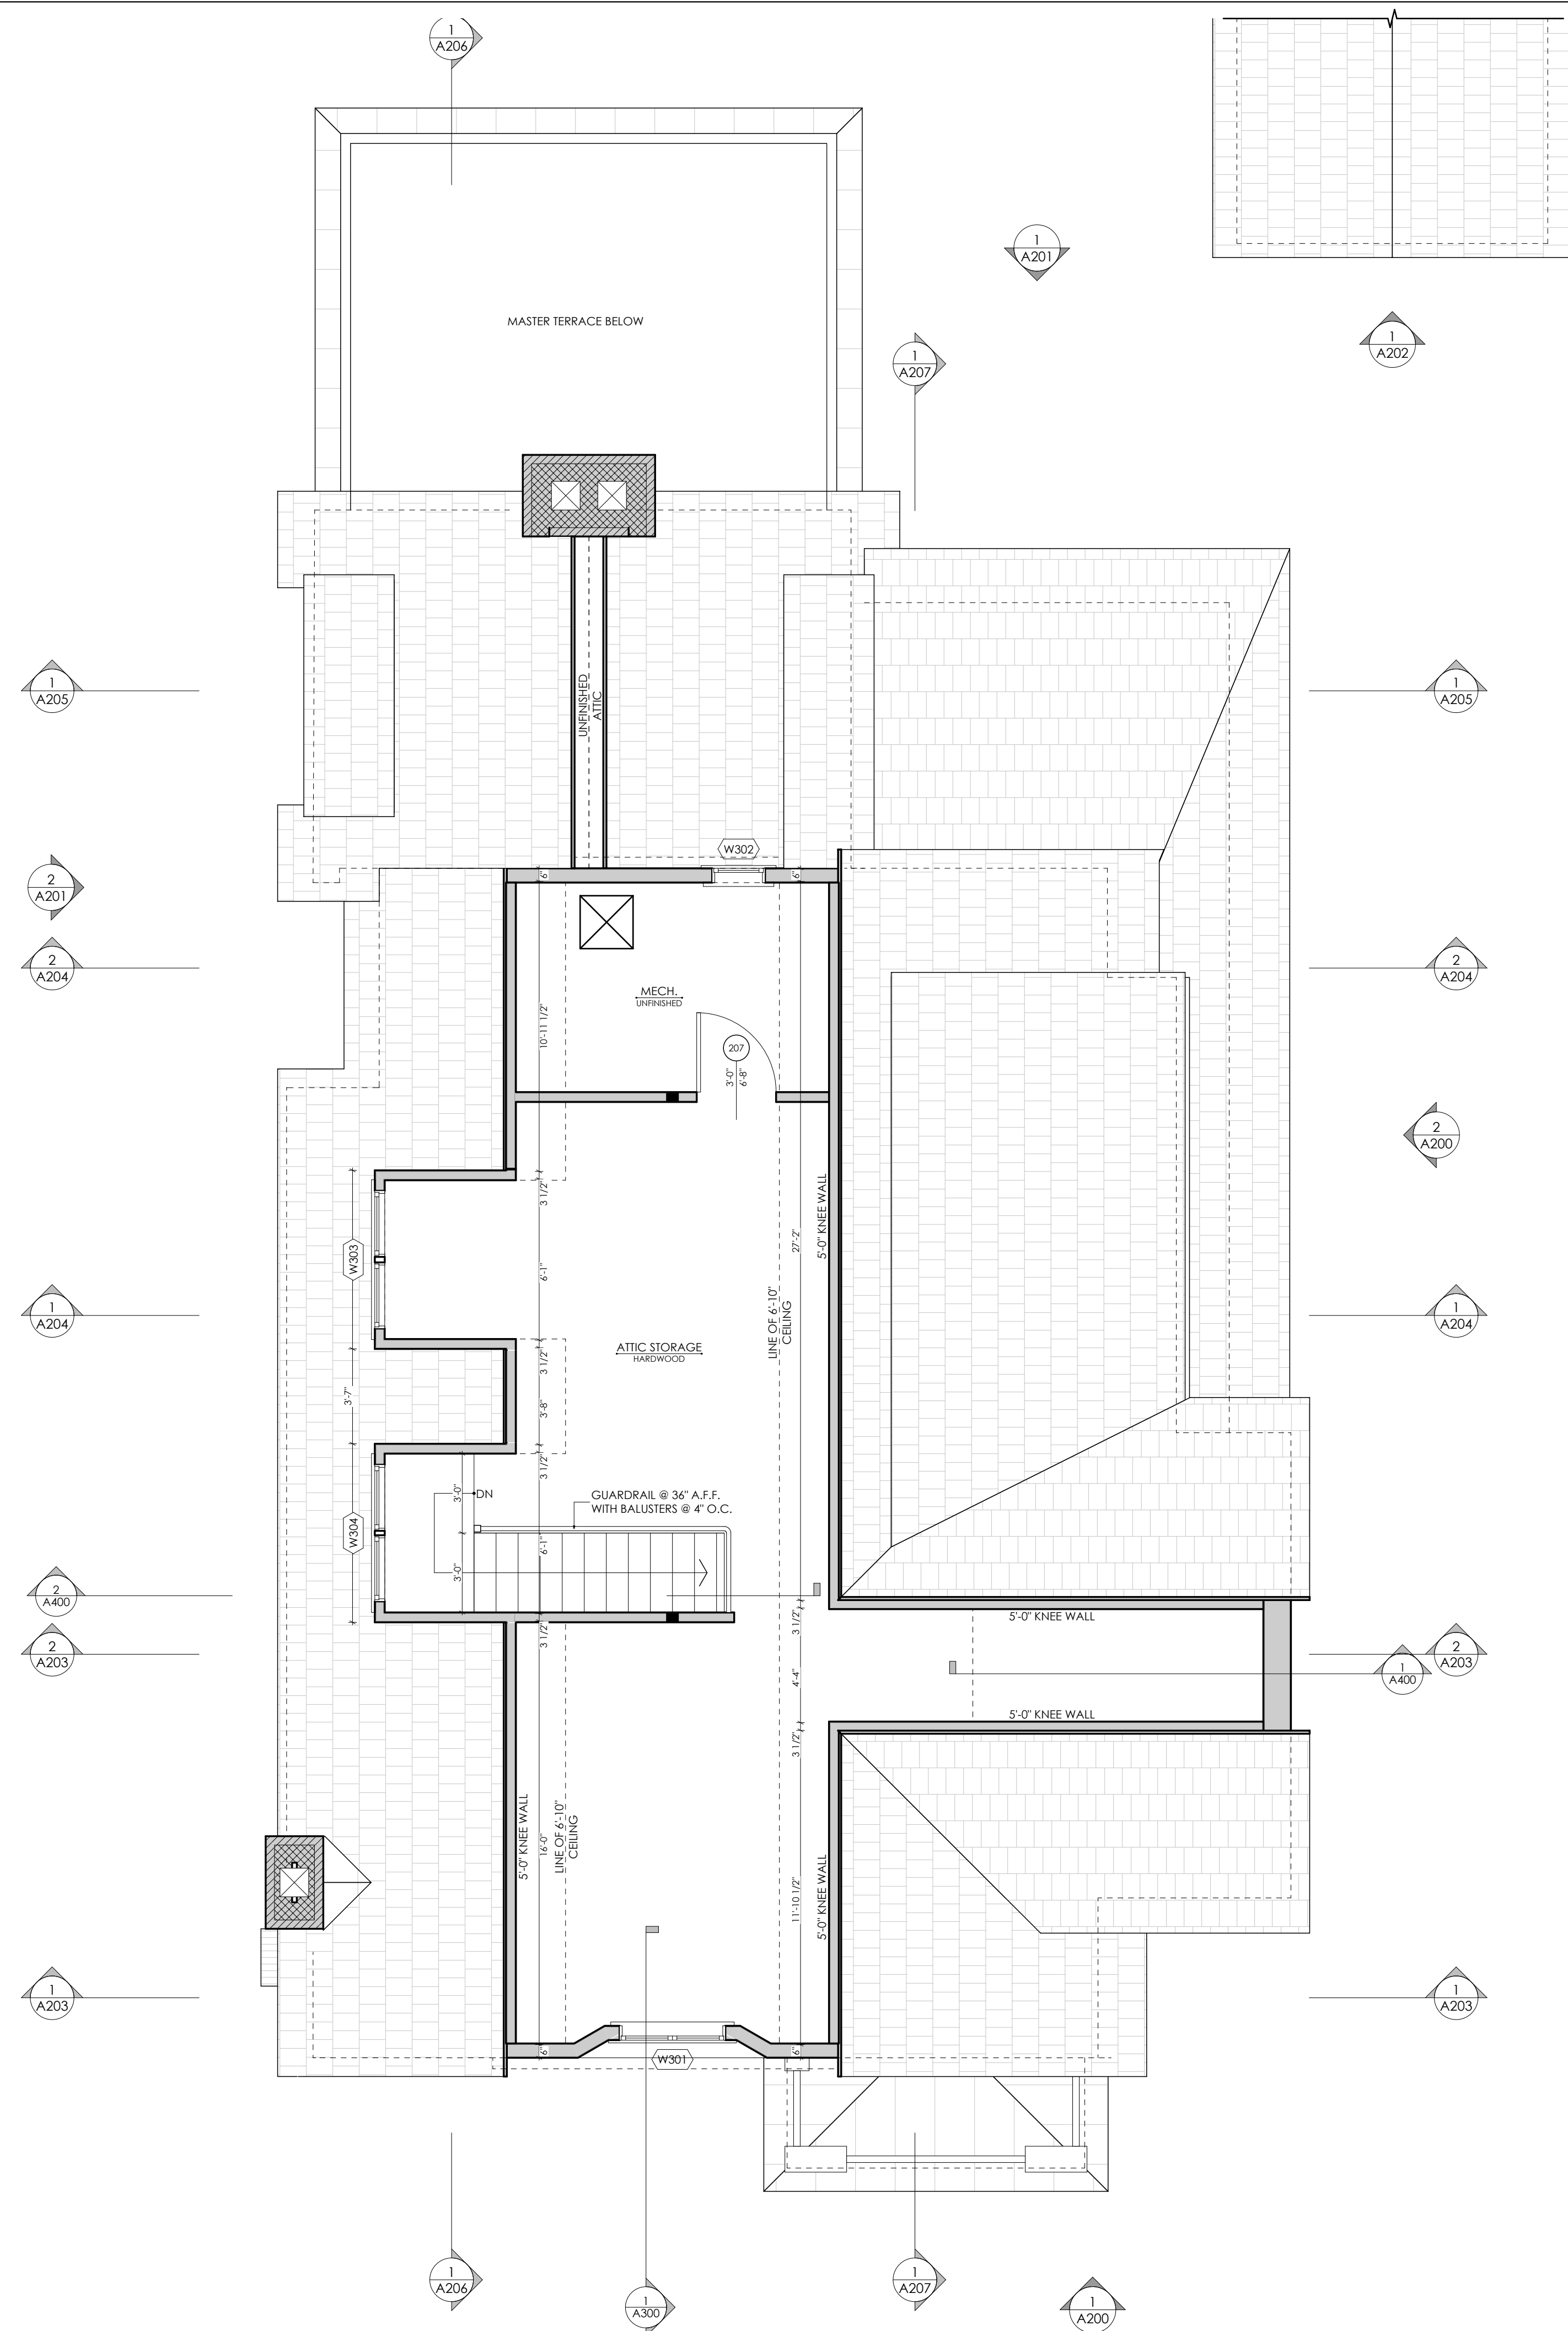 1
A206
1
A201
1
A202
MASTER TERRACE BELOW
1
A207
1
A205
UNFINISHED
ATTIC
1
A205
W302
2
A201
6"
6"
2
A204
2
A204
MECH.
UNFINISHED
10'-11 1/2"
207
3'-0"
6'-8"
2
A200
3 1/2"
5'-0" KNEE WALL
27'-2"
W303
6'-1"
1
A204
1
A204
LINE OF 6'-10"
CEILING
ATTIC STORAGE
HARDWOOD
3 1/2"
3'-7"
3'-8"
3 1/2"
3'-0"
DN
GUARDRAIL @ 36" A.F.F.
WITH BALUSTERS @ 4" O.C.
W304
6'-1"
3'-0"
2
A400
5'-0" KNEE WALL
3 1/2"
3 1/2"
2
A203
2
A203
1
A400
4'-4"
5'-0" KNEE WALL
3 1/2"
5'-0" KNEE WALL
16'-0"
LINE OF 6'-10"
CEILING
11'-10 1/2"
5'-0" KNEE WALL
1
A203
1
A203
6"
W301
6"
1
A206
1
A300
1
A207
1
A200